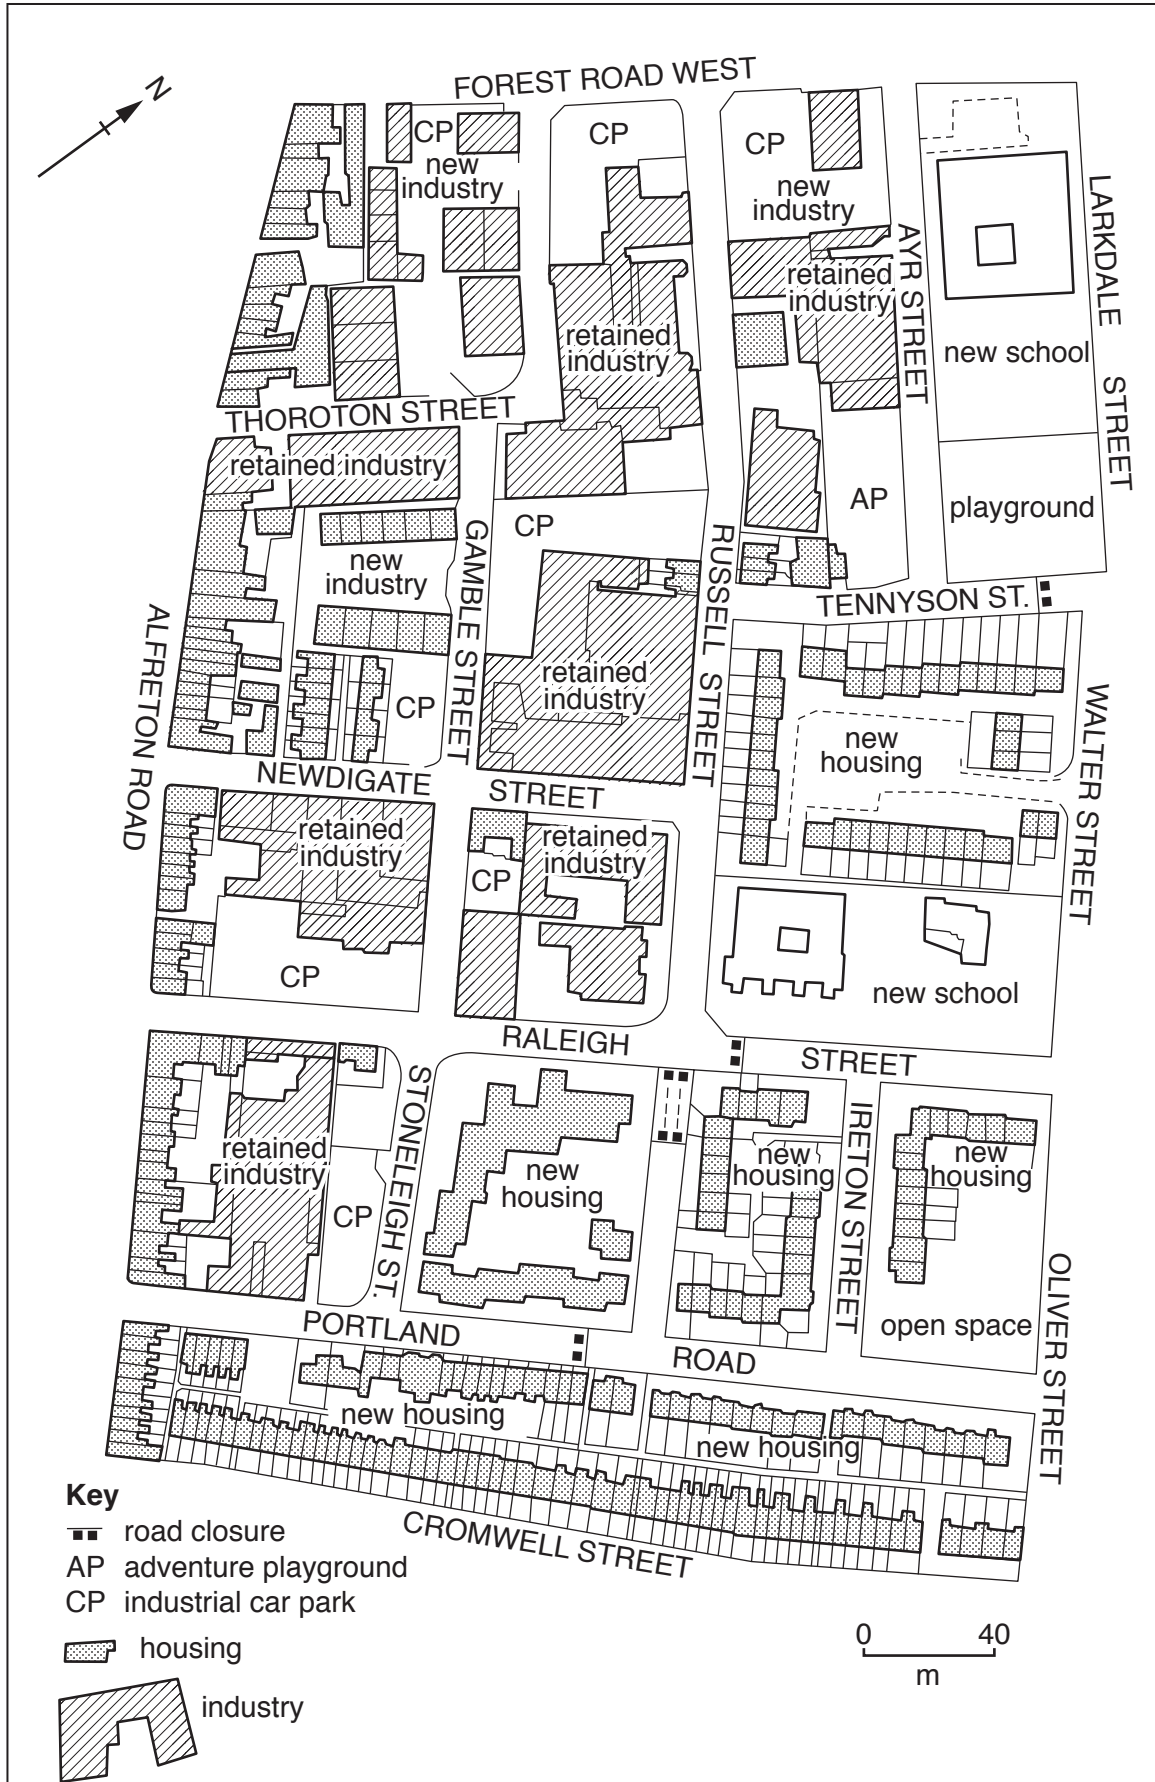 N
FOREST ROAD WEST
CP
new
industry
CP
CP
new
industry
LARKDALE STREET
AYR STREET
retained
industry
retained
industry
new school
THOROTON STREET
retained industry
AP
playground
CP
GAMBLE STREET
RUSSELL STREET
new
industry
TENNYSON ST.
ALFRETON ROAD
retained
industry
CP
WALTER STREET
new
housing
NEWDIGATE STREET
retained
industry
retained
industry
CP
CP
new school
RALEIGH STREET
STONELEIGH ST.
IRETON STREET
retained
industry
new
housing
new
housing
new
housing
CP
OLIVER STREET
open space
PORTLAND ROAD
new housing
new housing
CROMWELL STREET
Key
road closure
AP adventure playground
CP industrial car park
housing
industry
0 40
m